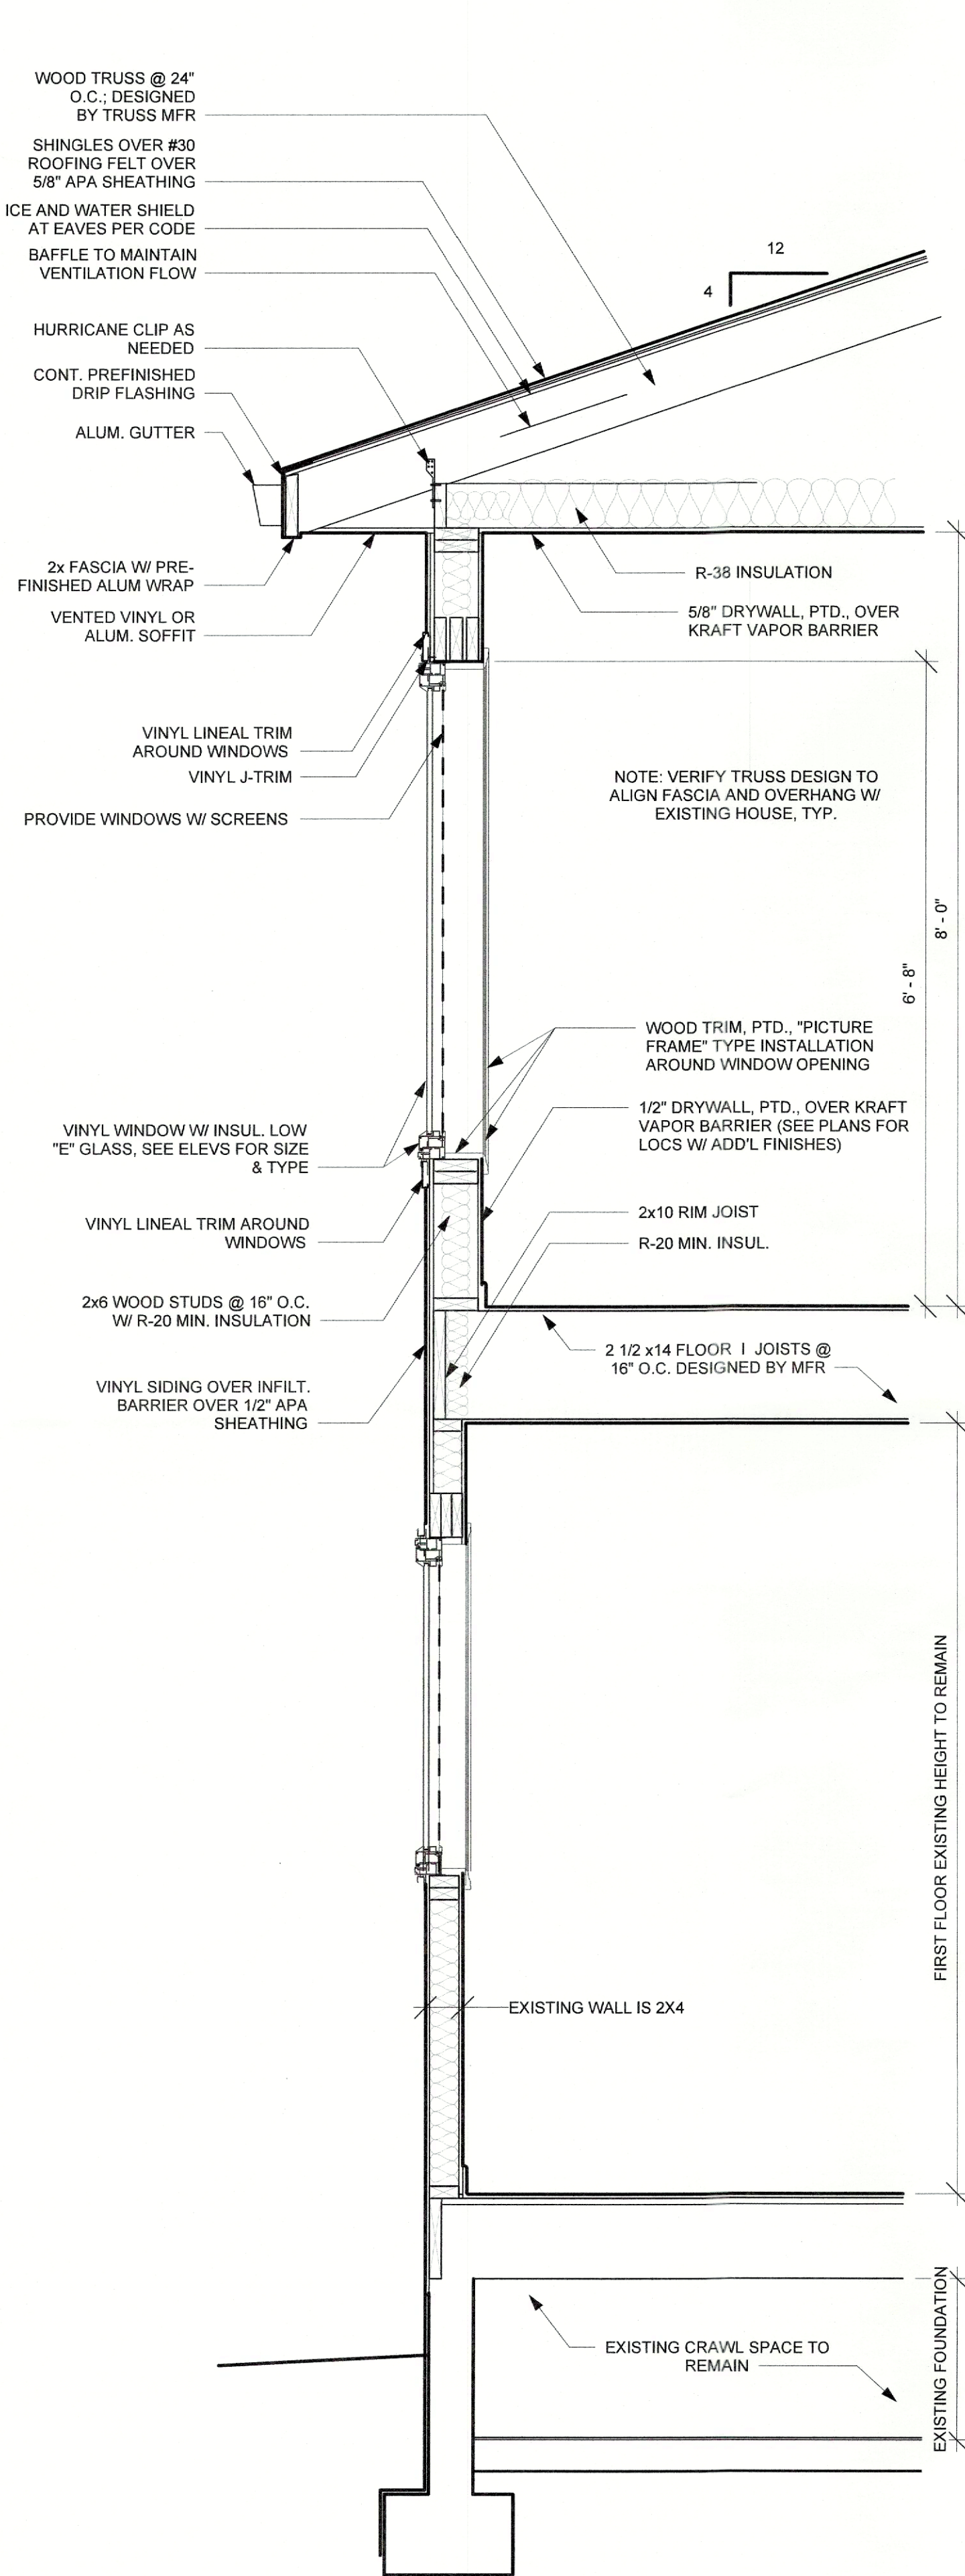 WOOD TRUSS @ 24"
O.C.; DESIGNED
BY TRUSS MFR
SHINGLES OVER #30
ROOFING FELT OVER
5/8" APA SHEATHING
ICE AND WATER SHIELD
AT EAVES PER CODE
BAFFLE TO MAINTAIN
VENTILATION FLOW
12
4
HURRICANE CLIP AS
NEEDED
CONT. PREFINISHED
DRIP FLASHING
ALUM. GUTTER
2x FASCIA W/ PRE-
FINISHED ALUM WRAP
VENTED VINYL OR
ALUM. SOFFIT
R-38 INSULATION
5/8" DRYWALL, PTD., OVER
KRAFT VAPOR BARRIER
VINYL LINEAL TRIM
AROUND WINDOWS
VINYL J-TRIM
PROVIDE WINDOWS W/ SCREENS
NOTE: VERIFY TRUSS DESIGN TO
ALIGN FASCIA AND OVERHANG W/
EXISTING HOUSE, TYP.
8' - 0"
6' - 8"
WOOD TRIM, PTD., "PICTURE
FRAME" TYPE INSTALLATION
AROUND WINDOW OPENING
1/2" DRYWALL, PTD., OVER KRAFT
VAPOR BARRIER (SEE PLANS FOR
LOCS W/ ADD'L FINISHES)
VINYL WINDOW W/ INSUL. LOW
"E" GLASS, SEE ELEVS FOR SIZE
& TYPE
2x10 RIM JOIST
R-20 MIN. INSUL.
VINYL LINEAL TRIM AROUND
WINDOWS
2x6 WOOD STUDS @ 16" O.C.
W/ R-20 MIN. INSULATION
2 1/2 x14 FLOOR I JOISTS @
16" O.C. DESIGNED BY MFR
VINYL SIDING OVER INFILT.
BARRIER OVER 1/2" APA
SHEATHING
FIRST FLOOR EXISTING HEIGHT TO REMAIN
EXISTING WALL IS 2X4
EXISTING CRAWL SPACE TO
REMAIN
EXISTING FOUNDATION